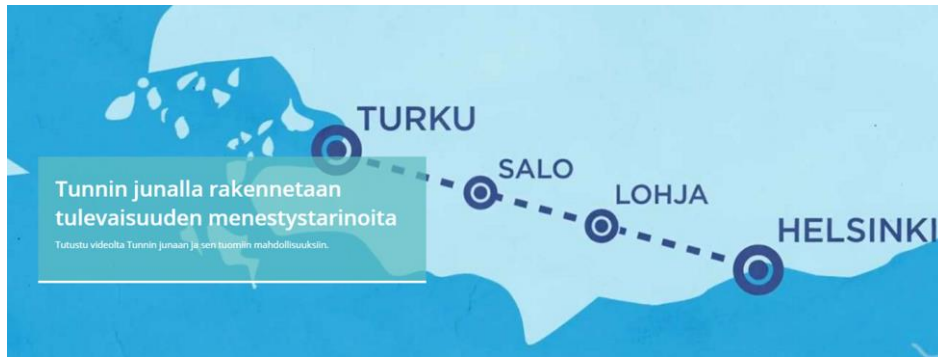 TURKU
SALO
LOHJA
HELSINKI
Tunnin junalla rakennetaan
tulevaisuuden menestystarinoita
Tutustu videolta Tunnin junaan ja sen tuomiin mahdollisuuksiin.